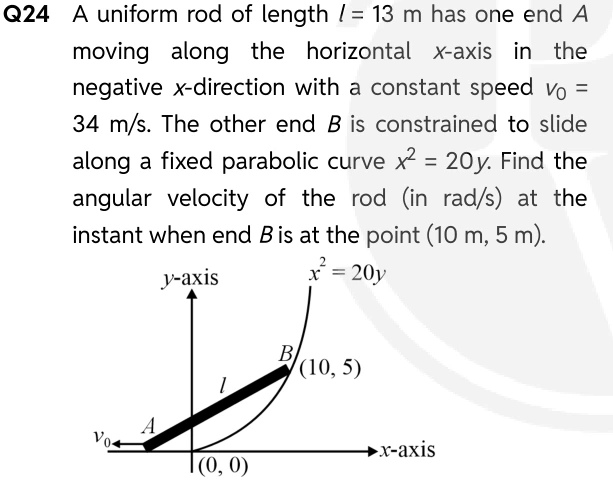 Q24 A uniform rod of length l = 13 m has one end A
moving along the horizontal x-axis in the
negative x-direction with a constant speed v₀ =
34 m/s. The other end B is constrained to slide
along a fixed parabolic curve x² = 20y. Find the
angular velocity of the rod (in rad/s) at the
instant when end B is at the point (10 m, 5 m).
x² = 20y
y-axis
B
(10, 5)
l
A
v₀
x-axis
(0, 0)